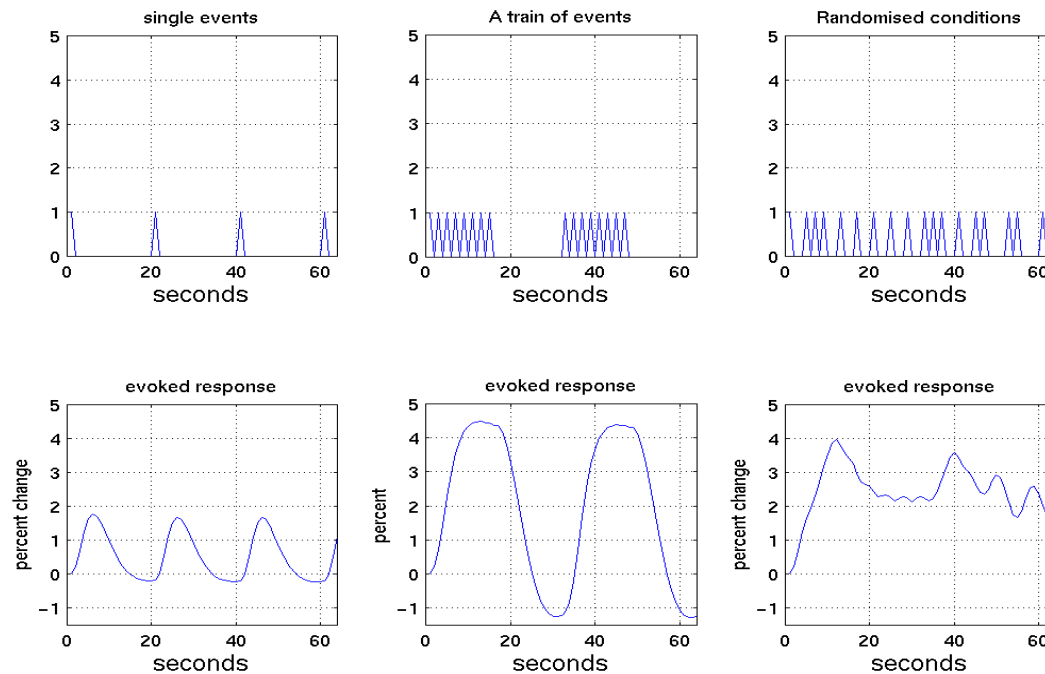 single events
5
4
3
2
1
0
0 20 40 60
seconds
A train of events
5
4
3
2
1
0
0 20 40 60
seconds
Randomised conditions
5
4
3
2
1
0
0 20 40 60
seconds
evoked response
percent change
5
4
3
2
1
0
−1
0 20 40 60
seconds
evoked response
percent
5
4
3
2
1
0
−1
0 20 40 60
seconds
evoked response
percent change
5
4
3
2
1
0
−1
0 20 40 60
seconds